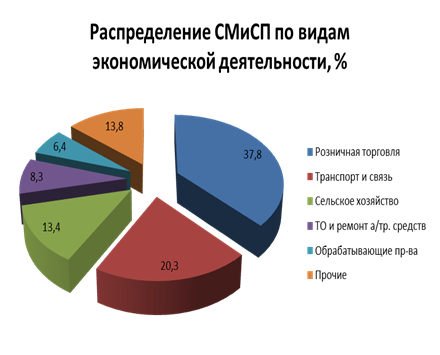 Распределение СМиСП по видам
экономической деятельности, %
13,8
6,4
8,3
13,4
20,3
37,8
Розничная торговля
Транспорт и связь
Сельское хозяйство
ТО и ремонт а/тр. средств
Обрабатывающие пр-ва
Прочие